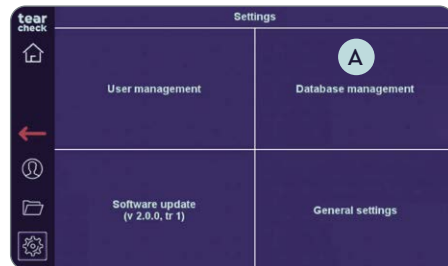 tear
check
Settings
A
User management
Database management
Software update
(v 2.0.0, tr 1)
General settings